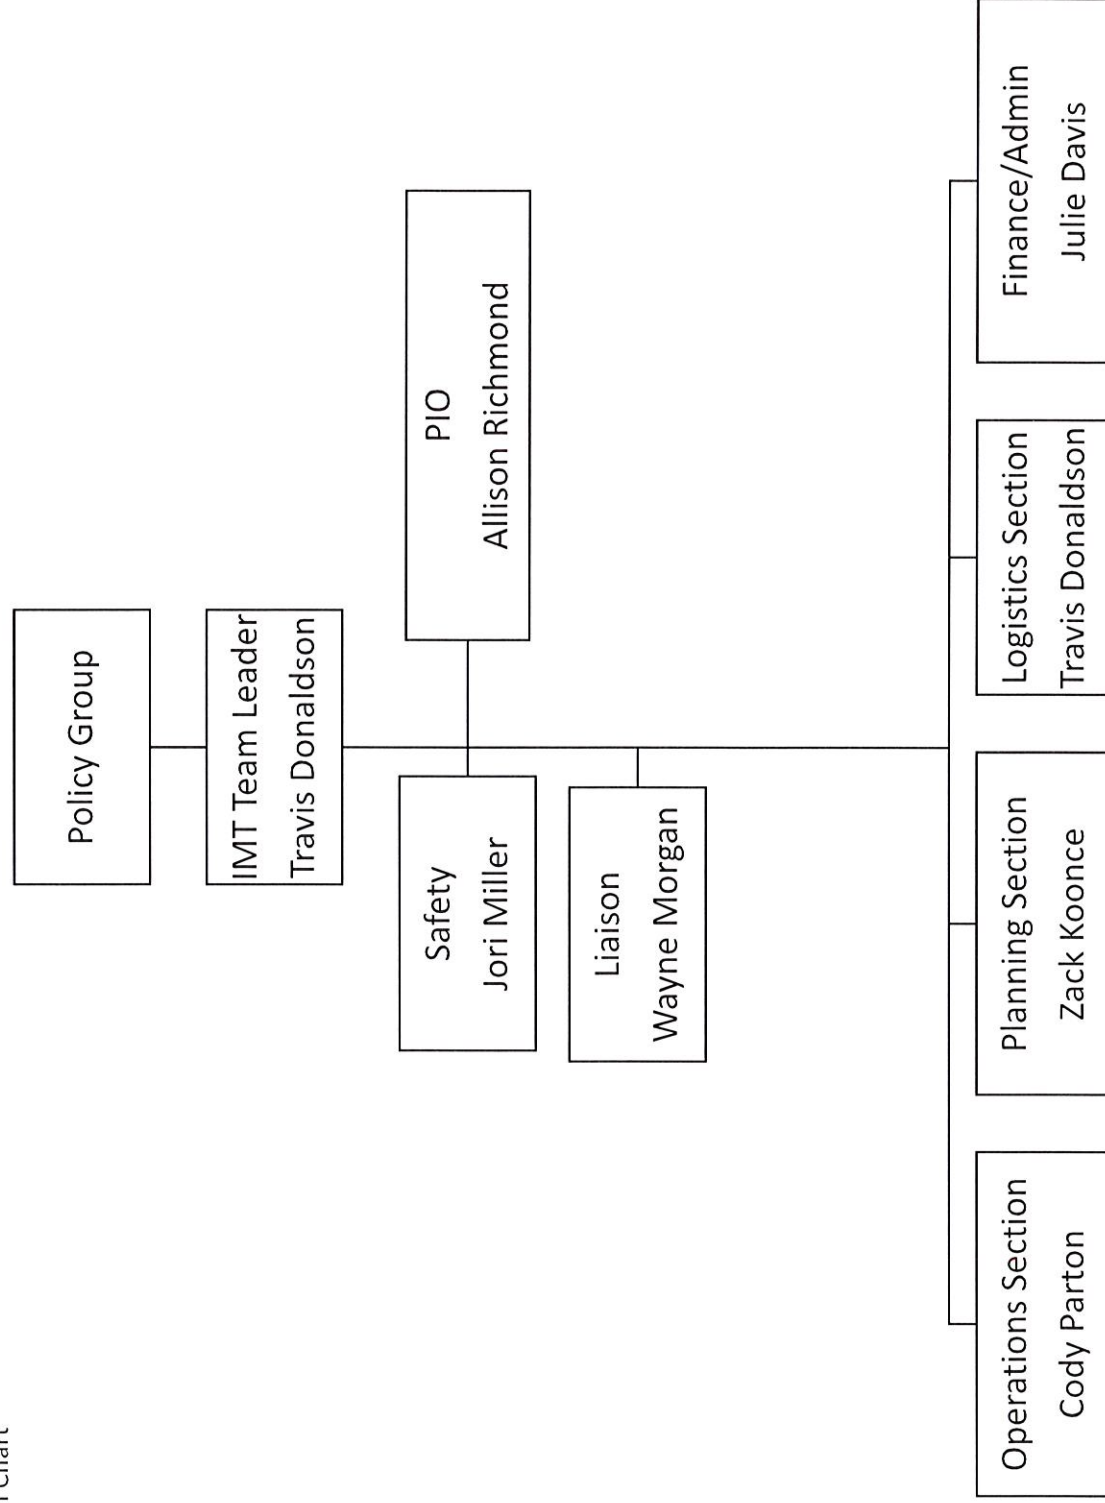 Chart
Policy Group
IMT Team Leader
Travis Donaldson
Safety
Jori Miller
PIO
Allison Richmond
Liaison
Wayne Morgan
Operations Section
Cody Parton
Planning Section
Zack Koonce
Logistics Section
Travis Donaldson
Finance/Admin
Julie Davis